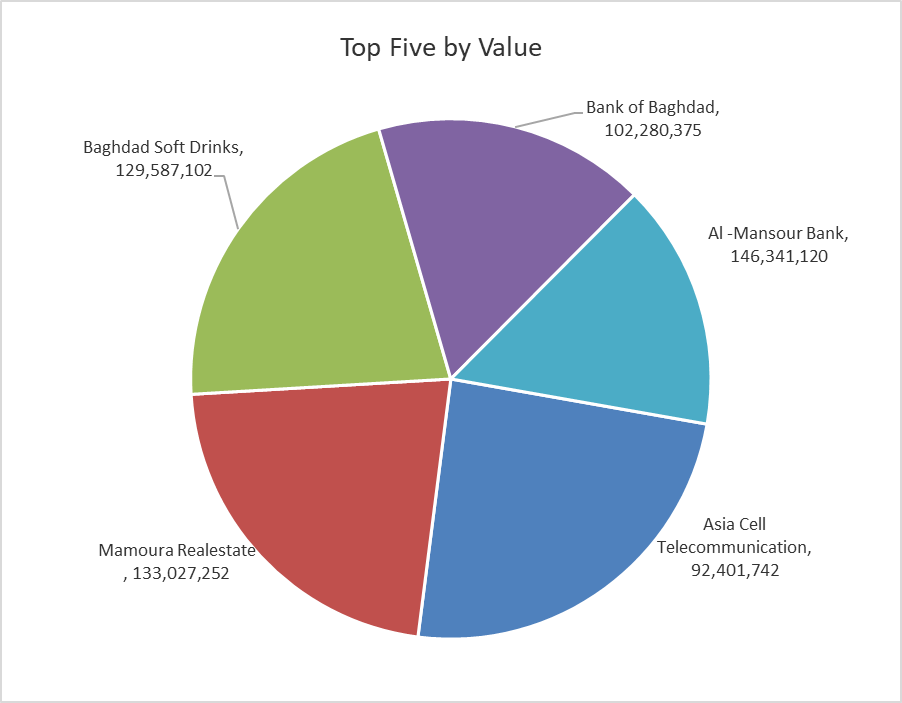 Top Five by Value
Bank of Baghdad,
102,280,375
Baghdad Soft Drinks,
129,587,102
Al -Mansour Bank,
146,341,120
Asia Cell
Telecommunication,
92,401,742
Mamoura Realestate
, 133,027,252